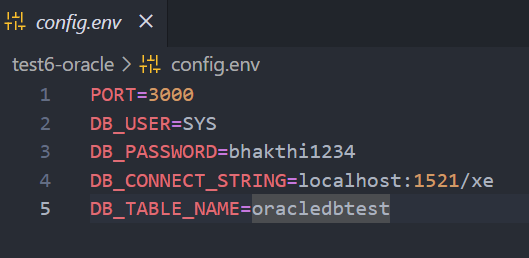 config.env ×
test6-oracle > config.env
1 PORT=3000
2 DB_USER=SYS
3 DB_PASSWORD=bhakthi1234
4 DB_CONNECT_STRING=localhost:1521/xe
5 DB_TABLE_NAME=oracledbtest